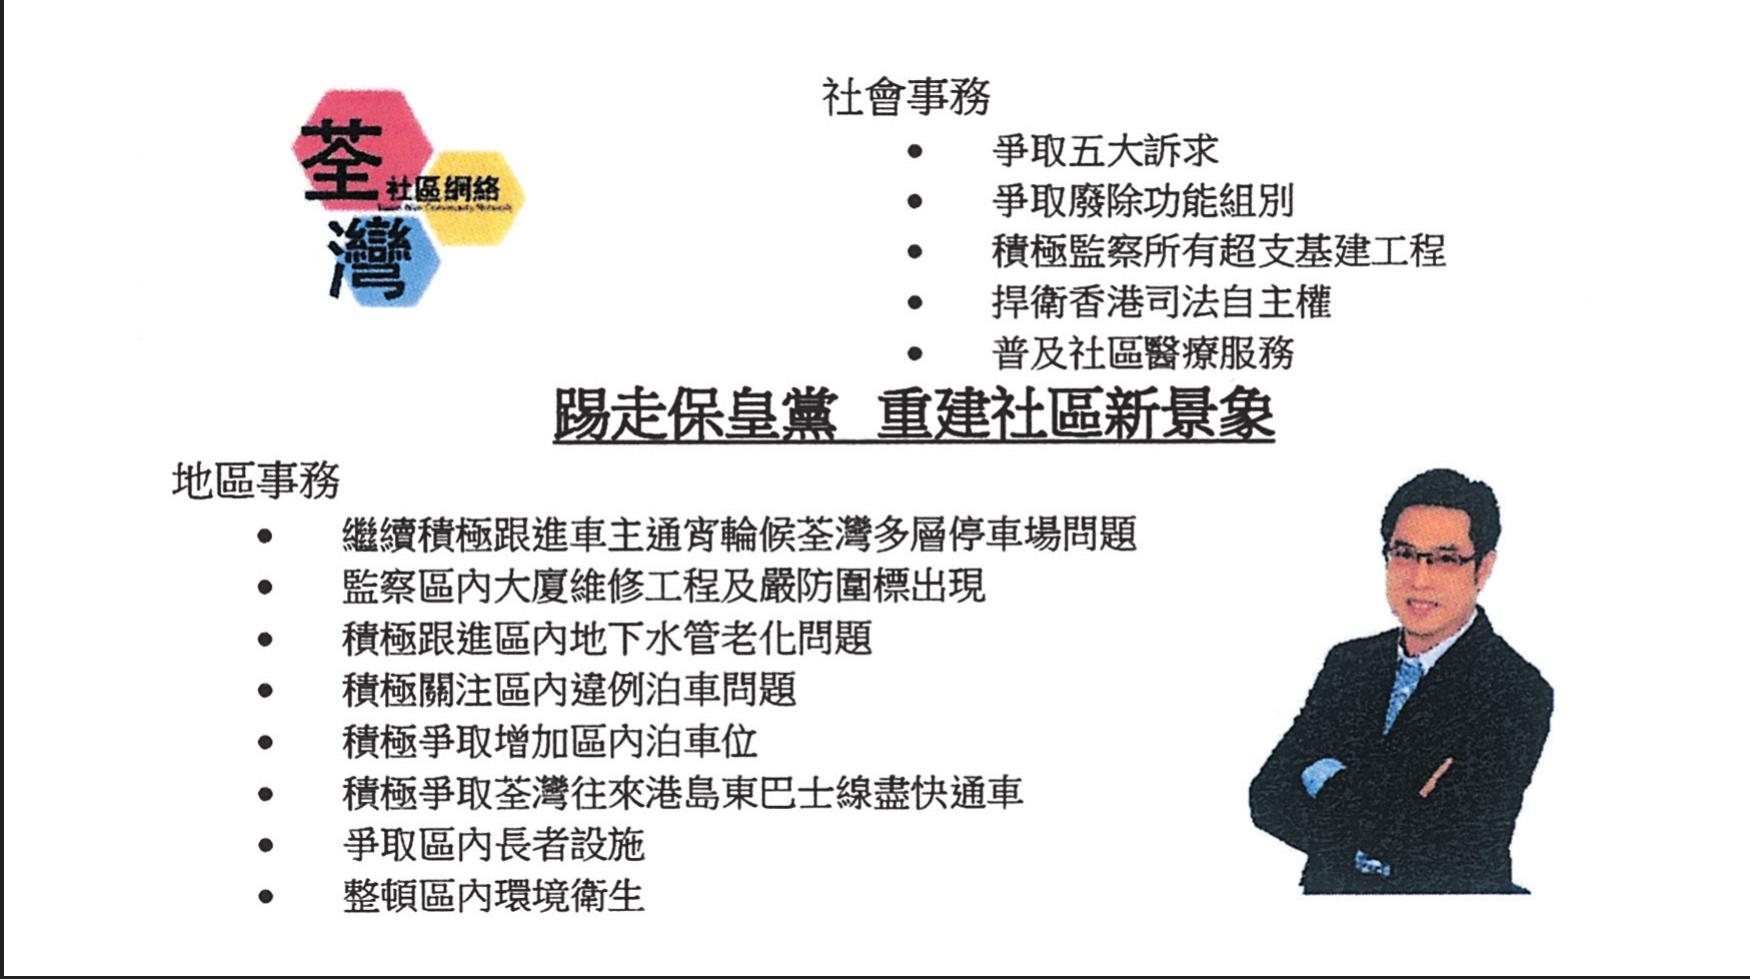 荃
社區網絡
Tsuen Wan Community Network
灣
社會事務
• 爭取五大訴求
• 爭取廢除功能組別
• 積極監察所有超支基建工程
• 捍衛香港司法自主權
• 普及社區醫療服務
踢走保皇黨 重建社區新景象
地區事務
• 繼續積極跟進車主通宵輪候荃灣多層停車場問題
• 監察區內大廈維修工程及嚴防圍標出現
• 積極跟進區內地下水管老化問題
• 積極關注區內違例泊車問題
• 積極爭取增加區內泊車位
• 積極爭取荃灣往來港島東巴士線盡快通車
• 爭取區內長者設施
• 整頓區內環境衛生